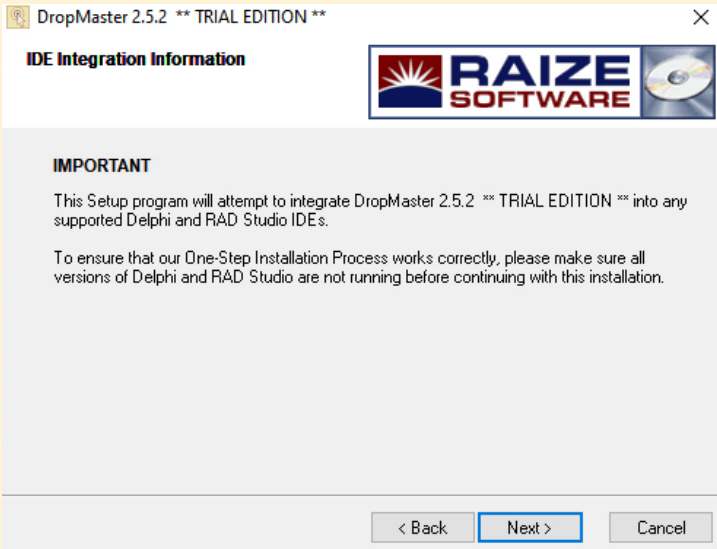 DropMaster 2.5.2 ** TRIAL EDITION **
IDE Integration Information
RAIZE
SOFTWARE
IMPORTANT
This Setup program will attempt to integrate DropMaster 2.5.2 ** TRIAL EDITION ** into any
supported Delphi and RAD Studio IDEs.
To ensure that our One-Step Installation Process works correctly, please make sure all
versions of Delphi and RAD Studio are not running before continuing with this installation.
< Back
Next >
Cancel